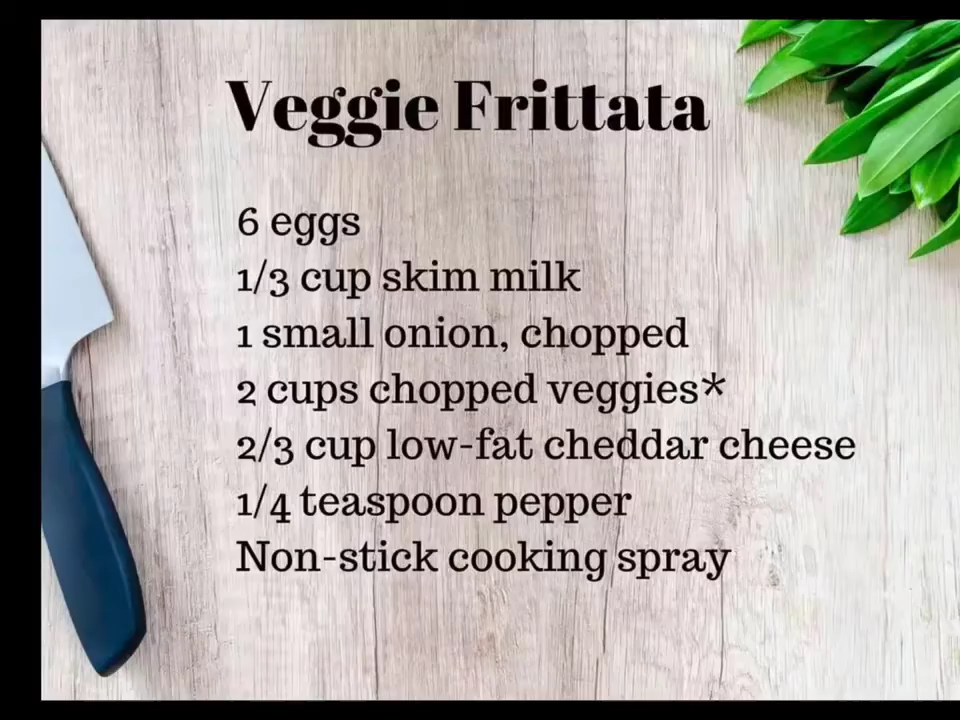 Veggie Frittata
6 eggs
1/3 cup skim milk
1 small onion, chopped
2 cups chopped veggies*
2/3 cup low-fat cheddar cheese
1/4 teaspoon pepper
Non-stick cooking spray